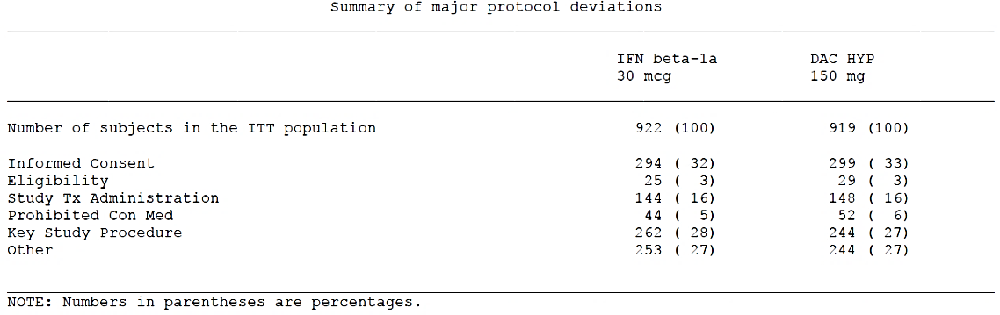 Summary of major protocol deviations
IFN beta-1a DAC HYP
30 mcg 150 mg
Number of subjects in the ITT population 922 (100) 919 (100)
Informed Consent 294 ( 32) 299 ( 33)
Eligibility 25 ( 3) 29 ( 3)
Study Tx Administration 144 ( 16) 148 ( 16)
Prohibited Con Med 44 ( 5) 52 ( 6)
Key Study Procedure 262 ( 28) 244 ( 27)
Other 253 ( 27) 244 ( 27)
NOTE: Numbers in parentheses are percentages.